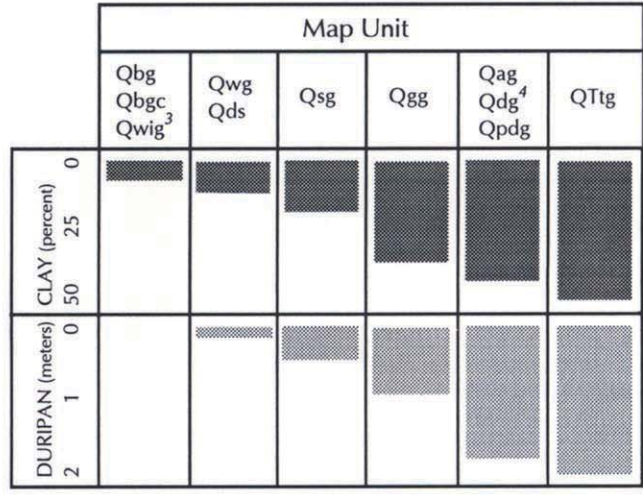 Map Unit
Qbg
Qbgc
Qwig³
Qwg
Qds
Qsg
Qgg
Qag
Qdg⁴
Qpdg
QTtg
CLAY (percent)
0
25
50
DURIPAN (meters)
0
1
2